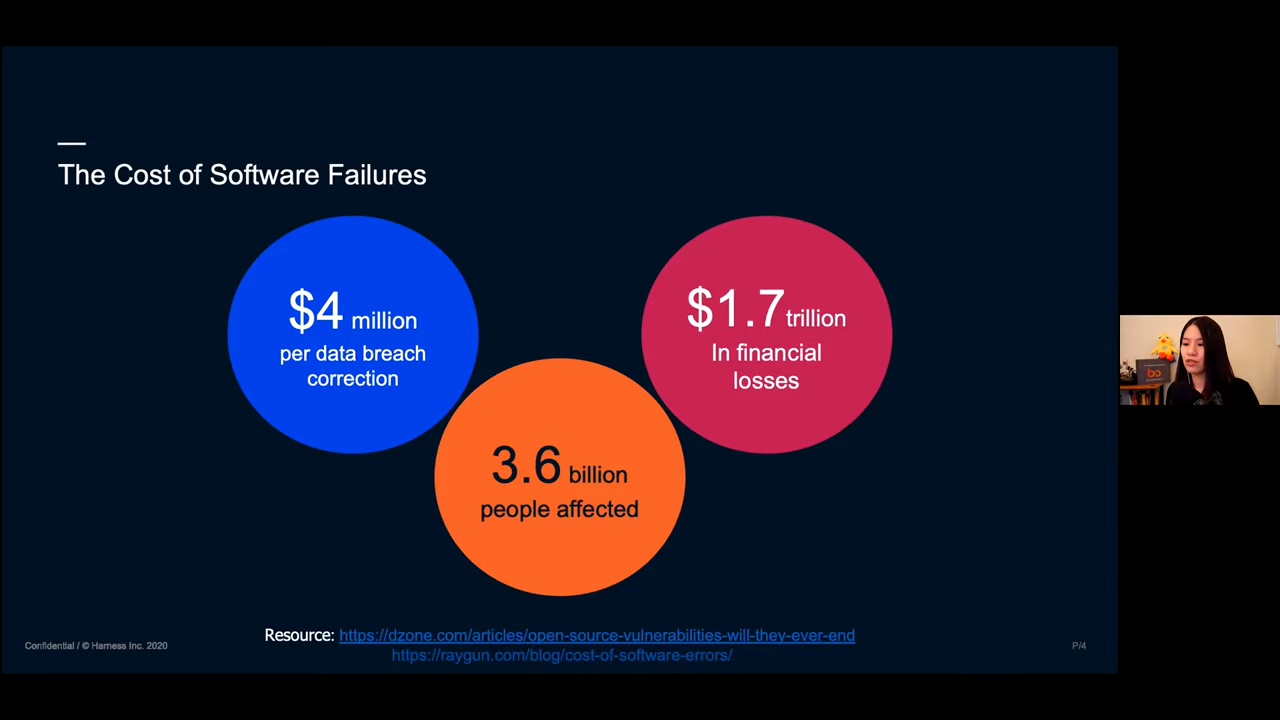 The Cost of Software Failures
$4 million
per data breach
correction
$1.7 trillion
In financial
losses
3.6 billion
people affected
Resource: https://dzone.com/articles/open-source-vulnerabilities-will-they-ever-end
https://raygun.com/blog/cost-of-software-errors/
Confidential / © Harness Inc. 2020
P/4